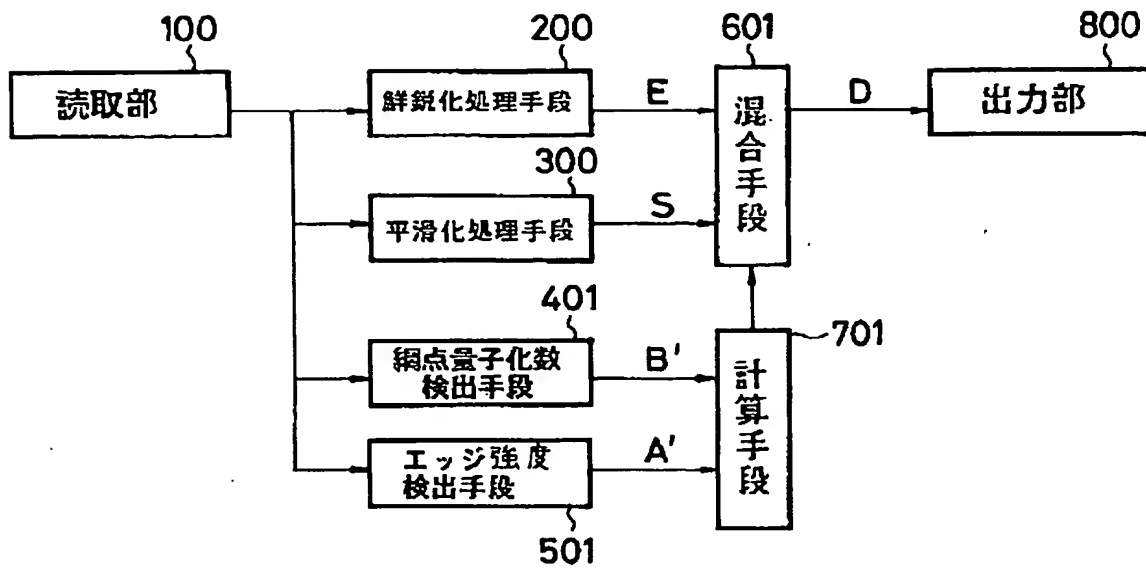 100
読取部
200
鮮鋭化処理手段
E
300
平滑化処理手段
S
401
網点量子化数
検出手段
B'
エッジ強度
検出手段
A'
501
601
混合手段
D
701
計算手段
800
出力部